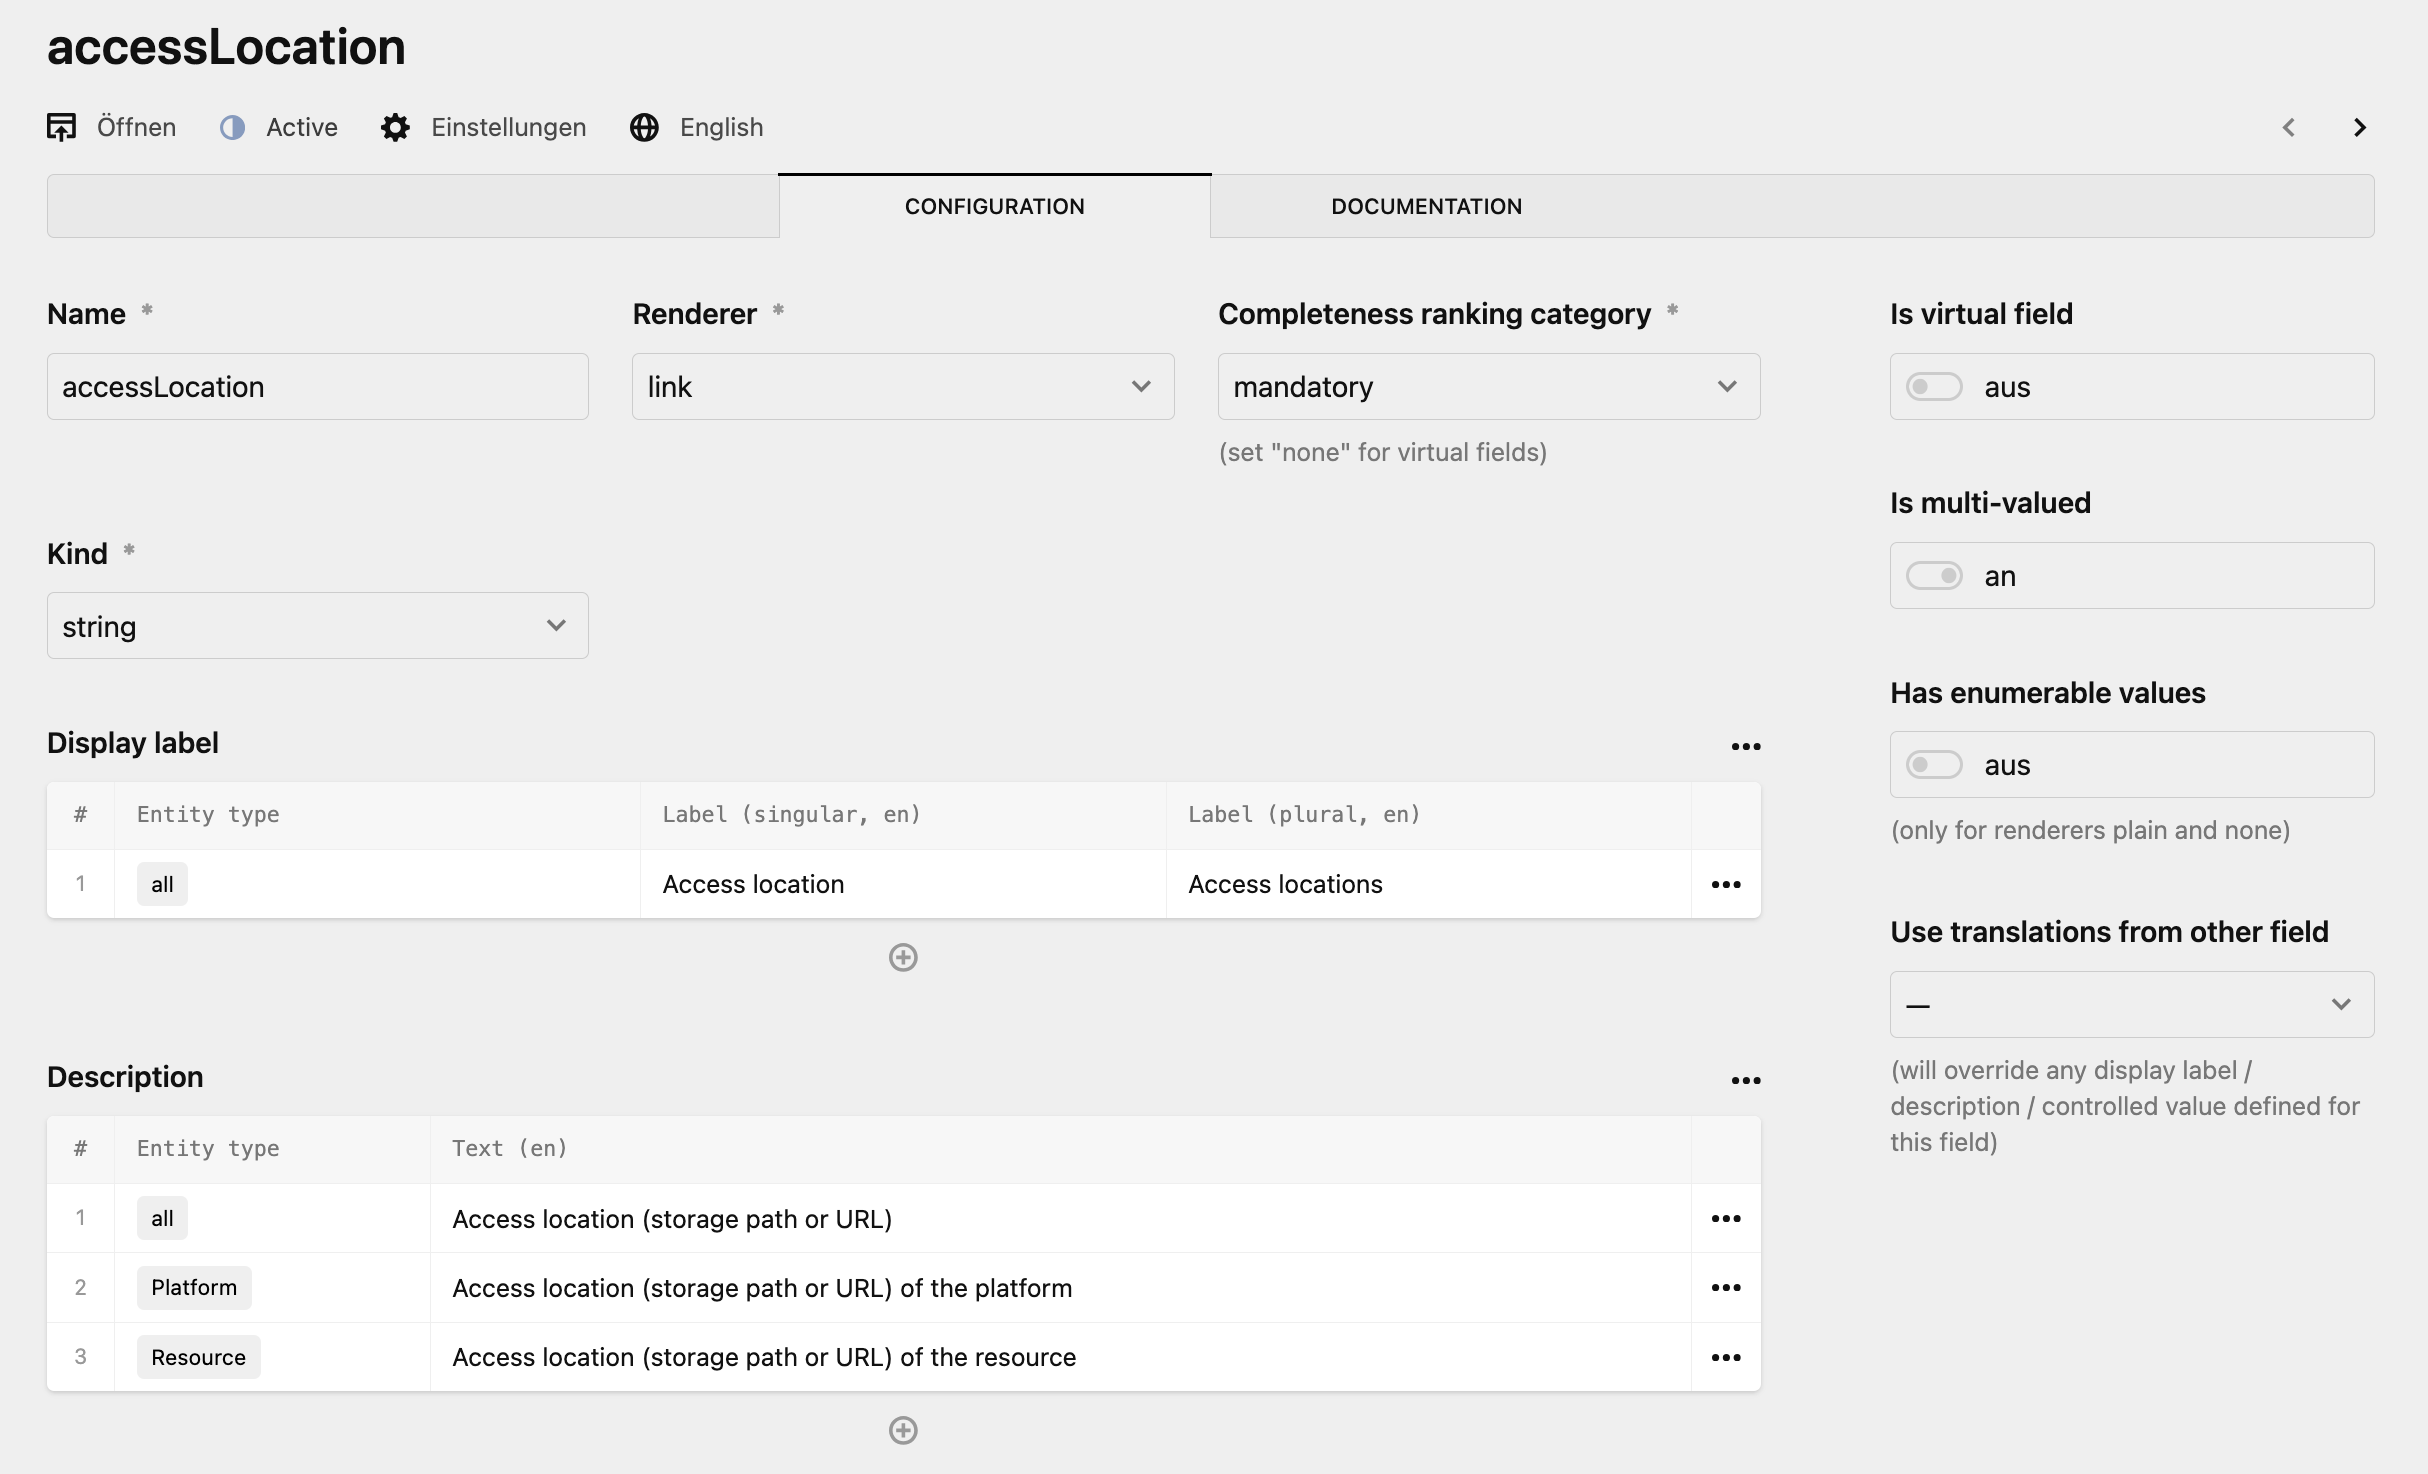 accessLocation
Öffnen Active Einstellungen English
CONFIGURATION DOCUMENTATION
Name * Renderer * Completeness ranking category * Is virtual field
accessLocation link mandatory aus
(set "none" for virtual fields)
Is multi-valued
an
Kind *
string
Has enumerable values
aus
(only for renderers plain and none)
Display label
# Entity type Label (singular, en) Label (plural, en)
1 all Access location Access locations
Use translations from other field
—
(will override any display label /
description / controlled value defined for
this field)
Description
# Entity type Text (en)
1 all Access location (storage path or URL)
2 Platform Access location (storage path or URL) of the platform
3 Resource Access location (storage path or URL) of the resource